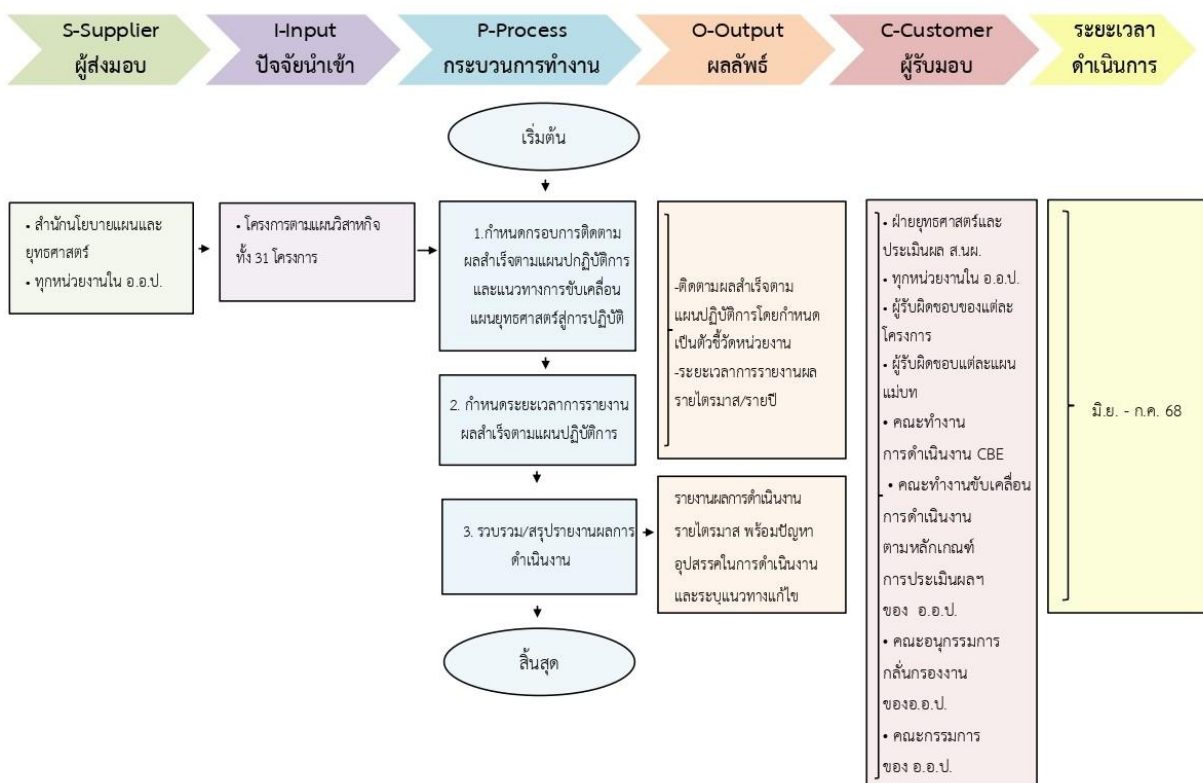 S-Supplier
ผู้ส่งมอบ
I-Input
ปัจจัยนำเข้า
P-Process
กระบวนการทำงาน
O-Output
ผลลัพธ์
C-Customer
ผู้รับมอบ
ระยะเวลา
ดำเนินการ
เริ่มต้น
• สำนักนโยบายแผนและ
ยุทธศาสตร์
• ทุกหน่วยงานใน อ.อ.ป.
• โครงการตามแผนวิสาหกิจ
ทั้ง 31 โครงการ
1.กำหนดกรอบการติดตาม
ผลสำเร็จตามแผนปกฏิบัติการ
และแนวทางการขับเคลื่อน
แผนยุทธศาสตร์สู่การปฏิบัติ
2. กำหนดระยะเวลาการรายงาน
ผลสำเร็จตามแผนปฏิบัติการ
3. รวบรวม/สรุปรายงานผลการ
ดำเนินงาน
สิ้นสุด
-ติดตามผลสำเร็จตาม
แผนปฏิบัติการโดยกำหนด
เป็นตัวชี้วัดหน่วยงาน
-ระยะเวลาการรายงานผล
รายไตรมาส/รายปี
รายงานผลการดำเนินงาน
รายไตรมาส พร้อมปัญหา
อุปสรรคในการดำเนินงาน
และระบุแนวทางแก้ไข
• ฝ่ายยุทธศาสตร์และ
ประเมินผล ส.นผ.
• ทุกหน่วยงานใน อ.อ.ป.
• ผู้รับผิดชอบของแต่ละ
โครงการ
• ผู้รับผิดชอบแต่ละแผน
แม่บท
• คณะทำงาน
การดำเนินงาน CBE
• คณะทำงานขับเคลื่อน
การดำเนินงาน
ตามหลักเกณฑ์
การประเมินผลฯ
ของ อ.อ.ป.
• คณะอนุกรรมการ
กลั่นกรองงาน
ของอ.อ.ป.
• คณะกรรมการ
ของ อ.อ.ป.
มิ.ย. - ก.ค. 68